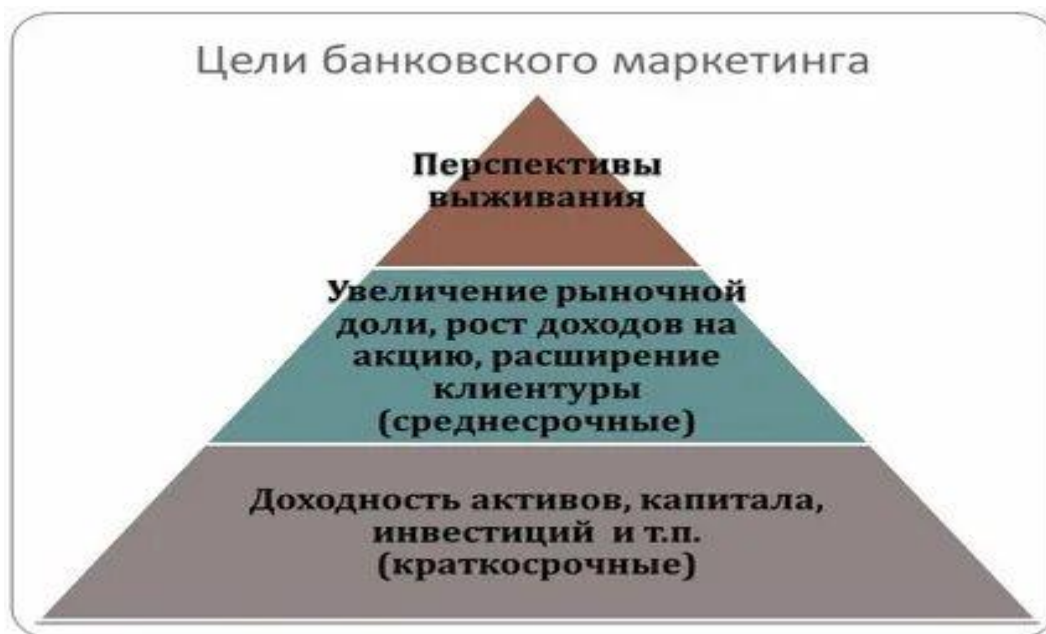 Цели банковского маркетинга
Перспективы
выживания
Увеличение рыночной
доли, рост доходов на
акцию, расширение
клиентуры
(среднесрочные)
Доходность активов, капитала,
инвестиций и т.п.
(краткосрочные)